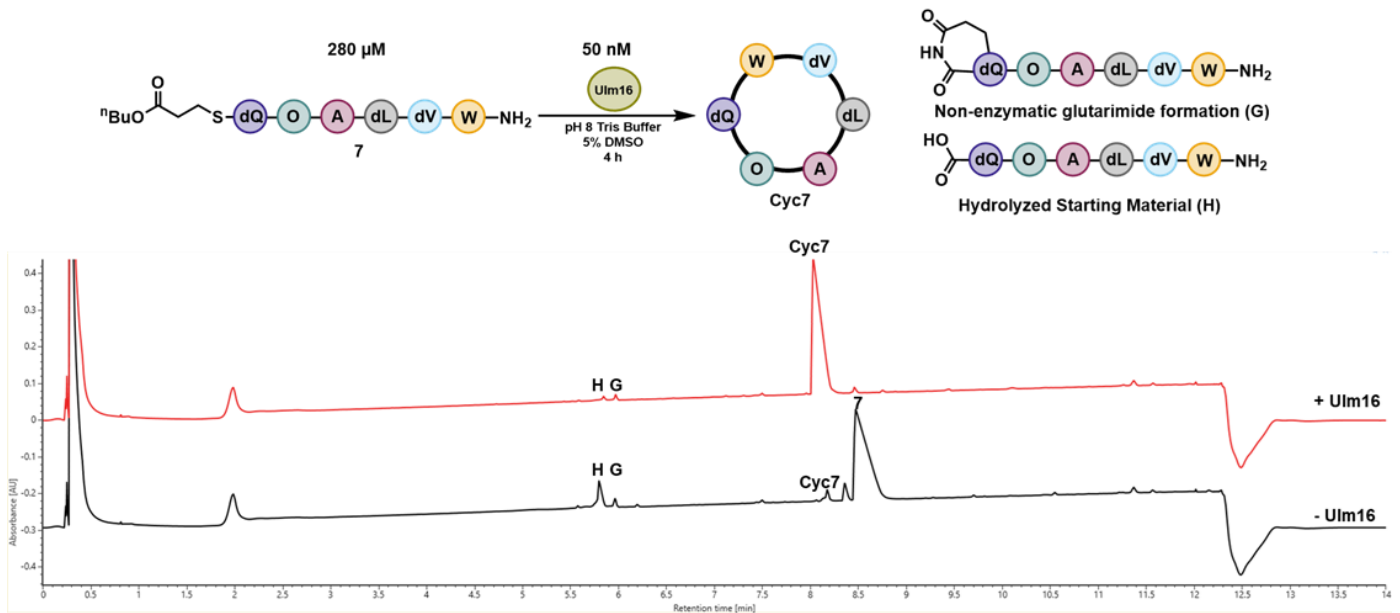 280 μM
50 nM
Ulm16
pH 8 Tris Buffer
5% DMSO
4 h
O
ⁿBuO
S
dQ O A dL dV W NH₂
7
W dV
dQ dL
O A
Cyc7
O
HN
O
dQ O A dL dV W NH₂
Non-enzymatic glutarimide formation (G)
HO
O
dQ O A dL dV W NH₂
Hydrolyzed Starting Material (H)
Cyc7
H G
+ Ulm16
7
H G
Cyc7
- Ulm16
Absorbance [AU]
0.4
0.3
0.2
0.1
0
-0.1
-0.2
-0.3
-0.4
0 0.5 1 1.5 2 2.5 3 3.5 4 4.5 5 5.5 6 6.5 7 7.5 8 8.5 9 9.5 10 10.5 11 11.5 12 12.5 13 13.5 14
Retention time [min]